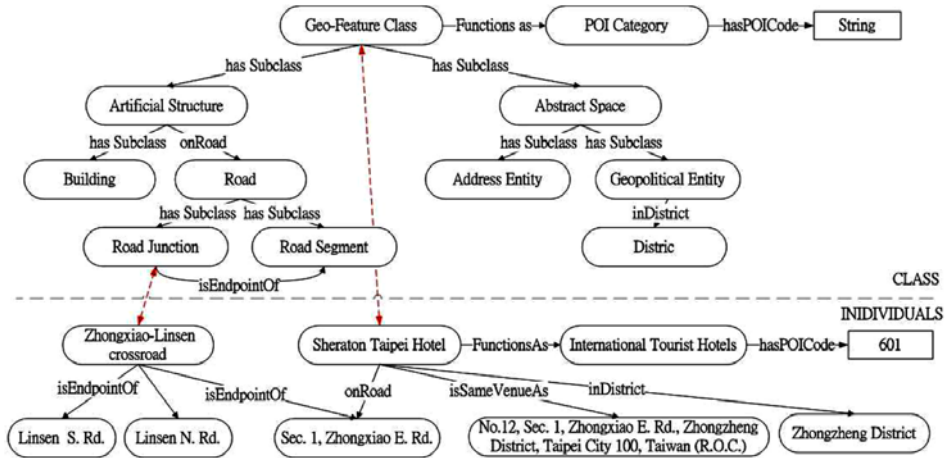 Geo-Feature Class
Functions as
POI Category
hasPOICode
String
has Subclass
has Subclass
Artificial Structure
Abstract Space
has Subclass
onRoad
has Subclass
has Subclass
Building
Road
Address Entity
Geopolitical Entity
has Subclass
has Subclass
inDistrict
Road Junction
Road Segment
Distric
isEndpointOf
CLASS
INIDIVIDUALS
Zhongxiao-Linsen
crossroad
Sheraton Taipei Hotel
FunctionsAs
International Tourist Hotels
hasPOICode
601
isEndpointOf
isEndpointOf
onRoad
isSameVenueAs
inDistrict
Linsen S. Rd.
Linsen N. Rd.
Sec. 1, Zhongxiao E. Rd.
No.12, Sec. 1, Zhongxiao E. Rd., Zhongzheng
District, Taipei City 100, Taiwan (R.O.C.)
Zhongzheng District